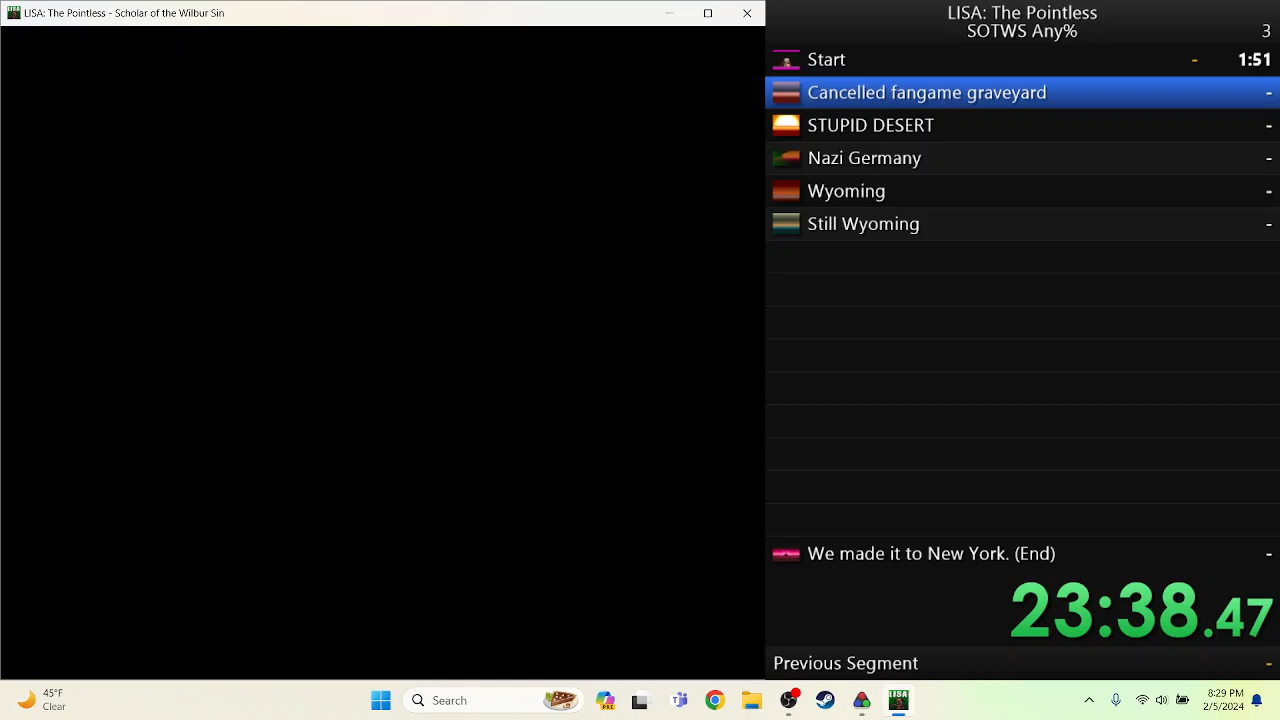 LISA: The Pointless - Scholar of the Wilbur Sin
LISA: The Pointless
SOTWS Any%
3
Start - 1:51
Cancelled fangame graveyard -
STUPID DESERT -
Nazi Germany -
Wyoming -
Still Wyoming -
We made it to New York. (End) -
23:38.47
Previous Segment -
45°F
Clear
Search
PRE
LISA
8:29 PM
2/5/2024